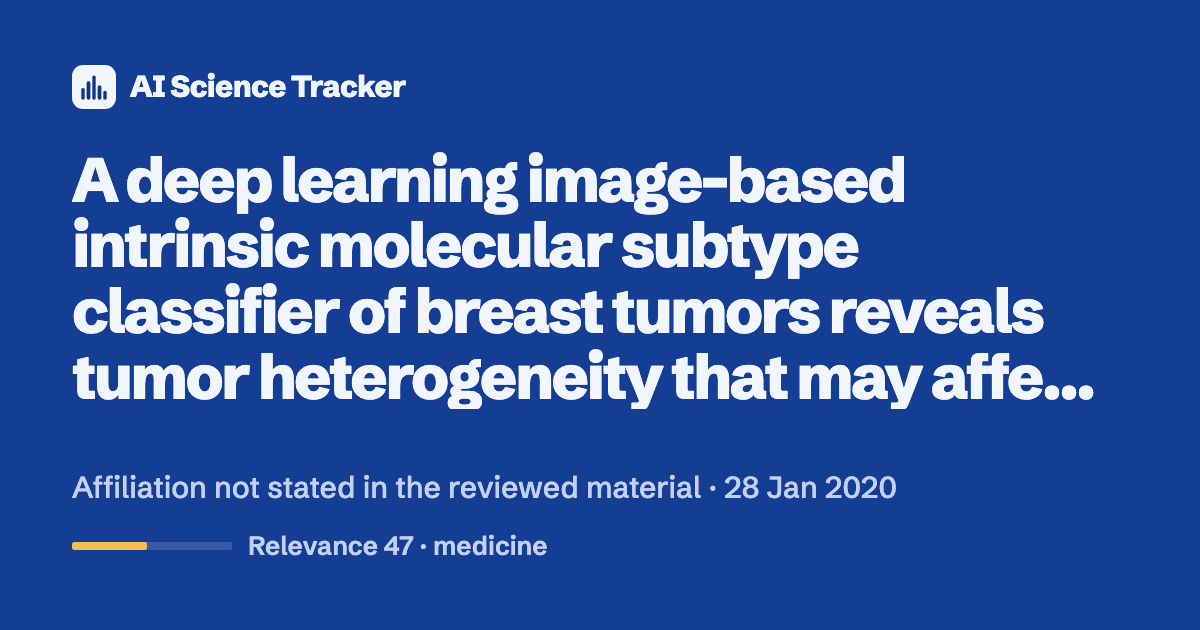 AI Science Tracker
A deep learning image-based
intrinsic molecular subtype
classifier of breast tumors reveals
tumor heterogeneity that may affe...
Affiliation not stated in the reviewed material · 28 Jan 2020
Relevance 47 · medicine